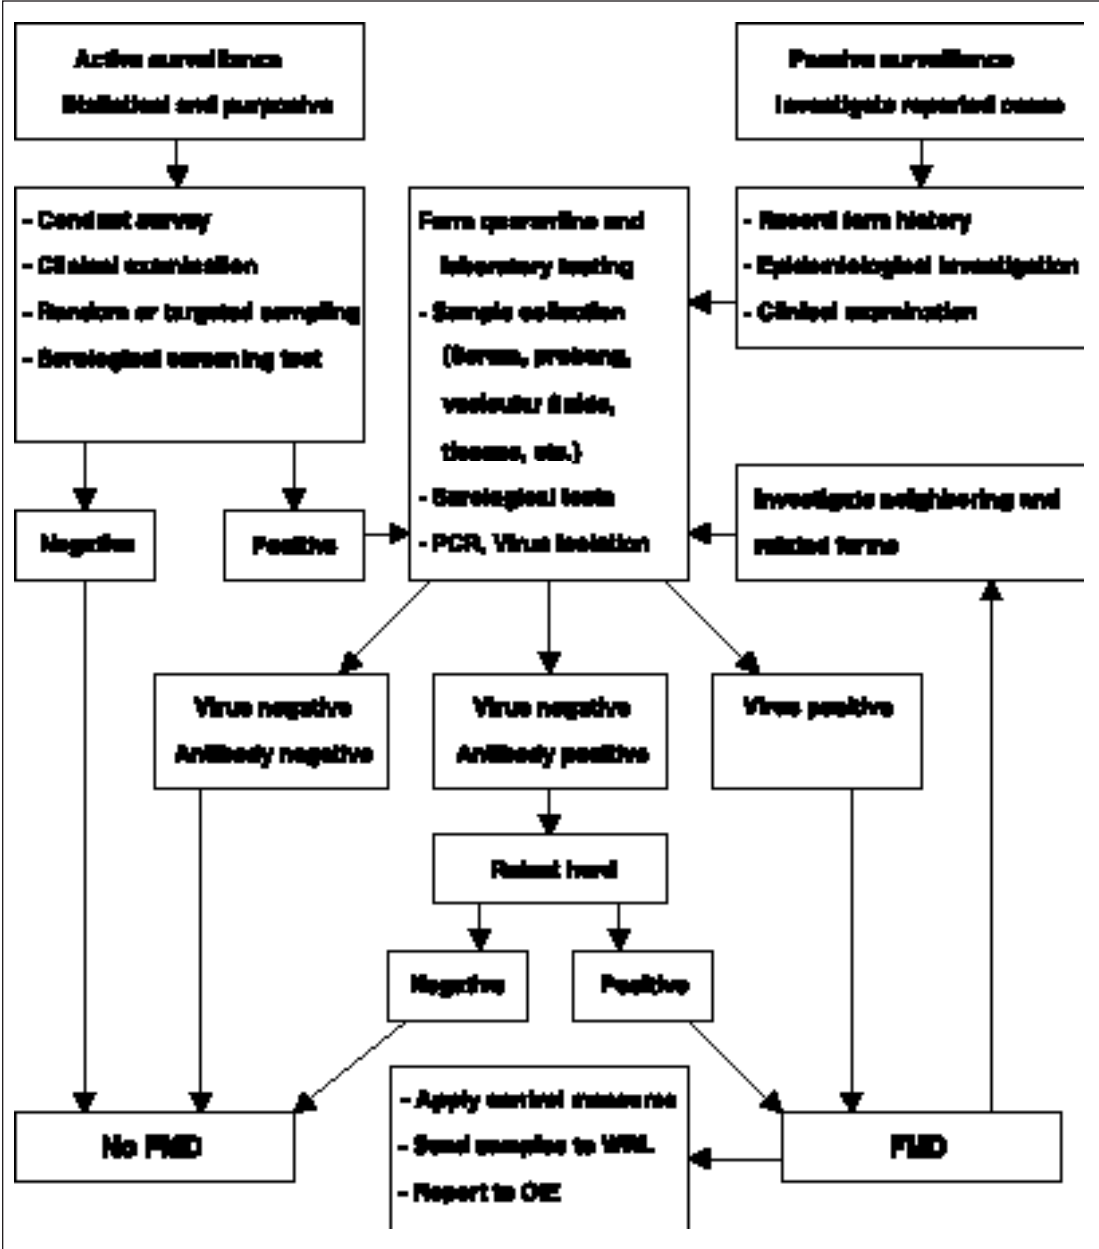 Active surveillance
Statistical and purposive
Passive surveillance
Investigate reported cases
- Conduct survey
- Clinical examination
- Random or targeted sampling
- Serological screening test
Farm quarantine and
laboratory testing
- Sample collection
(Serum, probang,
vesicular fluids,
tissues, etc.)
- Serological tests
- PCR, Virus isolation
- Record farm history
- Epidemiological investigation
- Clinical examination
Negative
Positive
Investigate neighboring and
related farms
Virus negative
Antibody negative
Virus negative
Antibody positive
Virus positive
Retest herd
Negative
Positive
No FMD
- Apply control measure
- Send samples to WRL
- Report to OIE
FMD